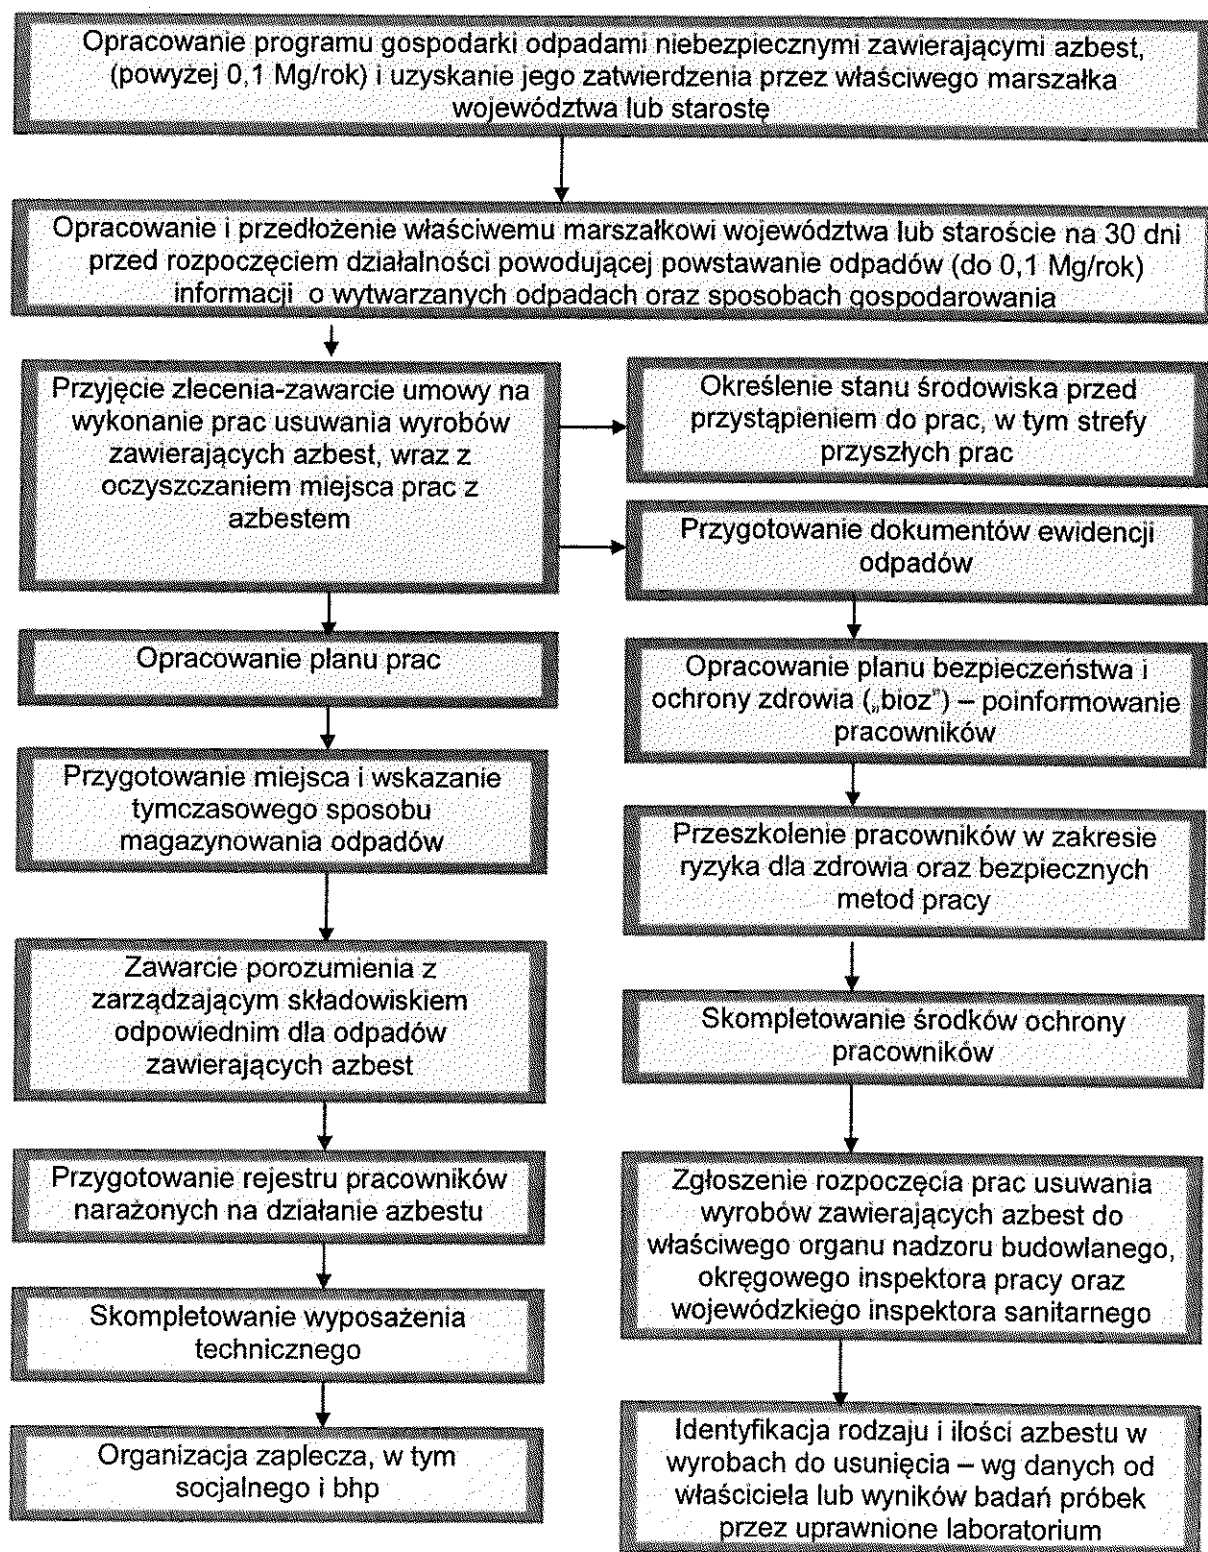 Opracowanie programu gospodarki odpadami niebezpiecznymi zawierającymi azbest,
(powyżej 0,1 Mg/rok) i uzyskanie jego zatwierdzenia przez właściwego marszałka
województwa lub starostę
Opracowanie i przedłożenie właściwemu marszałkowi województwa lub staroście na 30 dni
przed rozpoczęciem działalności powodującej powstawanie odpadów (do 0,1 Mg/rok)
informacji o wytwarzanych odpadach oraz sposobach gospodarowania
Przyjęcie zlecenia-zawarcie umowy na
wykonanie prac usuwania wyrobów
zawierających azbest, wraz z
oczyszczaniem miejsca prac z
azbestem
Określenie stanu środowiska przed
przystąpieniem do prac, w tym strefy
przyszłych prac
Przygotowanie dokumentów ewidencji
odpadów
Opracowanie planu prac
Opracowanie planu bezpieczeństwa i
ochrony zdrowia („bioz”) – poinformowanie
pracowników
Przygotowanie miejsca i wskazanie
tymczasowego sposobu
magazynowania odpadów
Przeszkolenie pracowników w zakresie
ryzyka dla zdrowia oraz bezpiecznych
metod pracy
Zawarcie porozumienia z
zarządzającym składowiskiem
odpowiednim dla odpadów
zawierających azbest
Skompletowanie środków ochrony
pracowników
Przygotowanie rejestru pracowników
narażonych na działanie azbestu
Zgłoszenie rozpoczęcia prac usuwania
wyrobów zawierających azbest do
właściwego organu nadzoru budowlanego,
okręgowego inspektora pracy oraz
wojewódzkiego inspektora sanitarnego
Skompletowanie wyposażenia
technicznego
Organizacja zaplecza, w tym
socjalnego i bhp
Identyfikacja rodzaju i ilości azbestu w
wyrobach do usunięcia – wg danych od
właściciela lub wyników badań próbek
przez uprawnione laboratorium